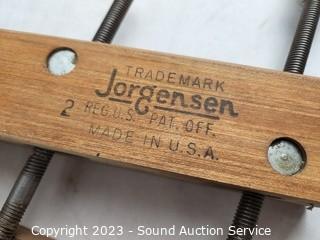 TRADEMARK
Jorgensen
2 REG. U.S. PAT. OFF.
MADE IN U.S.A.
Copyright 2023 - Sound Auction Service